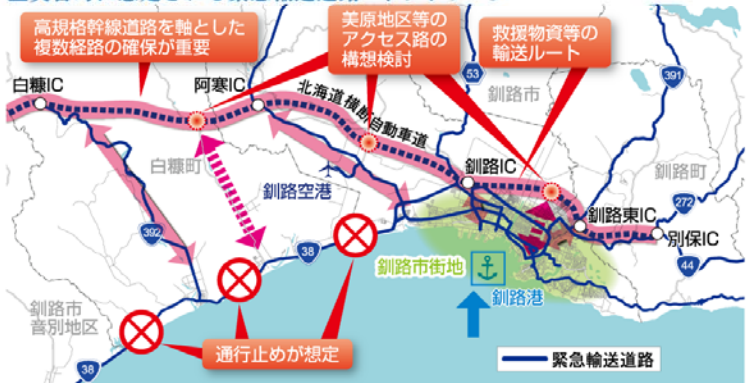 高規格幹線道路を軸とした
複数経路の確保が重要
美原地区等の
アクセス路の
構想検討
救援物資等の
輸送ルート
白糠IC
阿寒IC
北海道横断自動車道
53
釧路市
391
白糠町
釧路空港
釧路IC
釧路町
272
釧路東IC
別保IC
392
38
44
釧路市街地
釧路港
釧路市
音別地区
通行止めが想定
38
緊急輸送道路